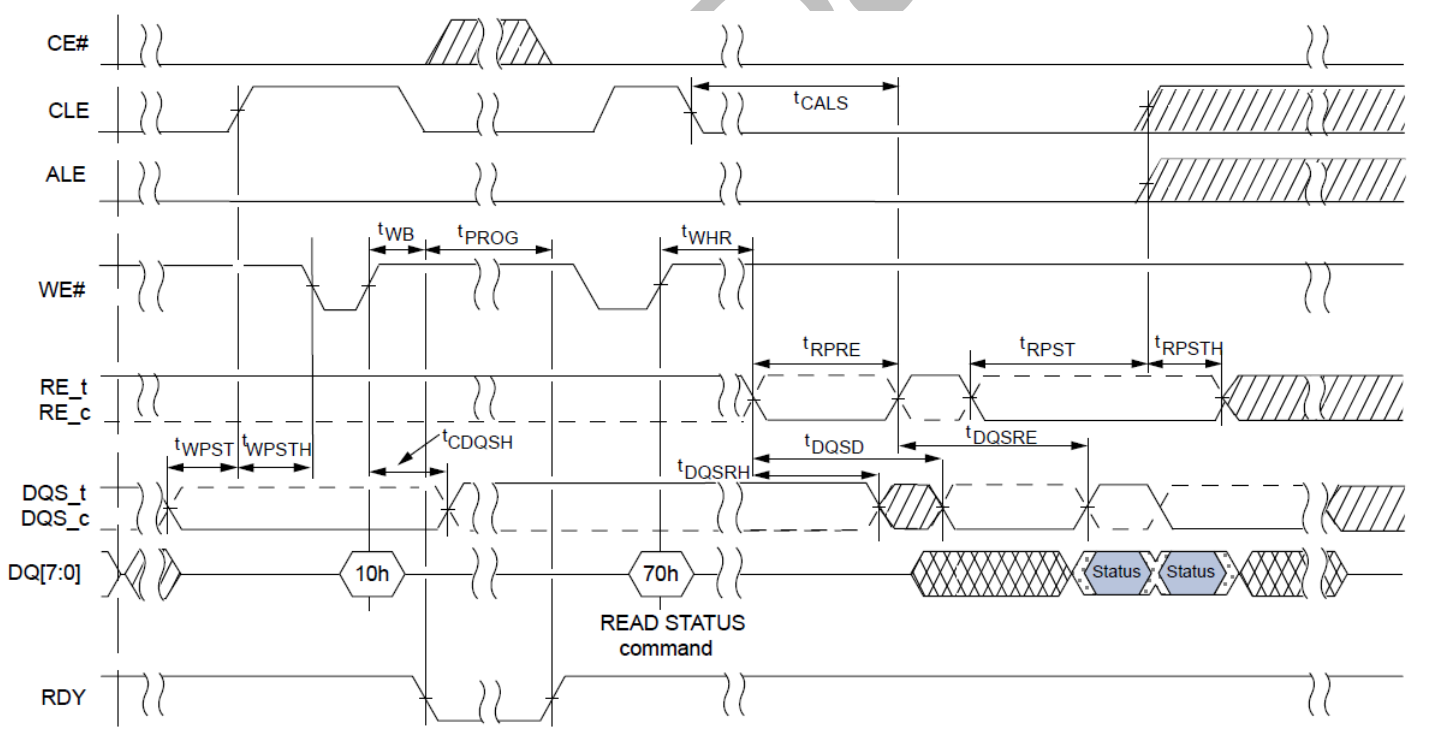 CE#
CLE
tCALS
ALE
tWB tPROG tWHR
WE#
tRPRE tRPST tRPSTH
RE_t
RE_c
tWPST tWPSTH tCDQSH tDQSD tDQSRE
tDQSRH
DQS_t
DQS_c
DQ[7:0] 10h 70h Status Status
READ STATUS
command
RDY